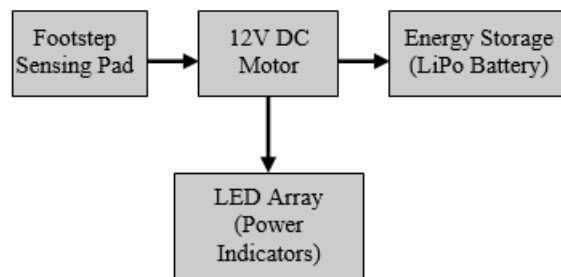 Footstep
Sensing Pad
12V DC
Motor
Energy Storage
(LiPo Battery)
LED Array
(Power
Indicators)